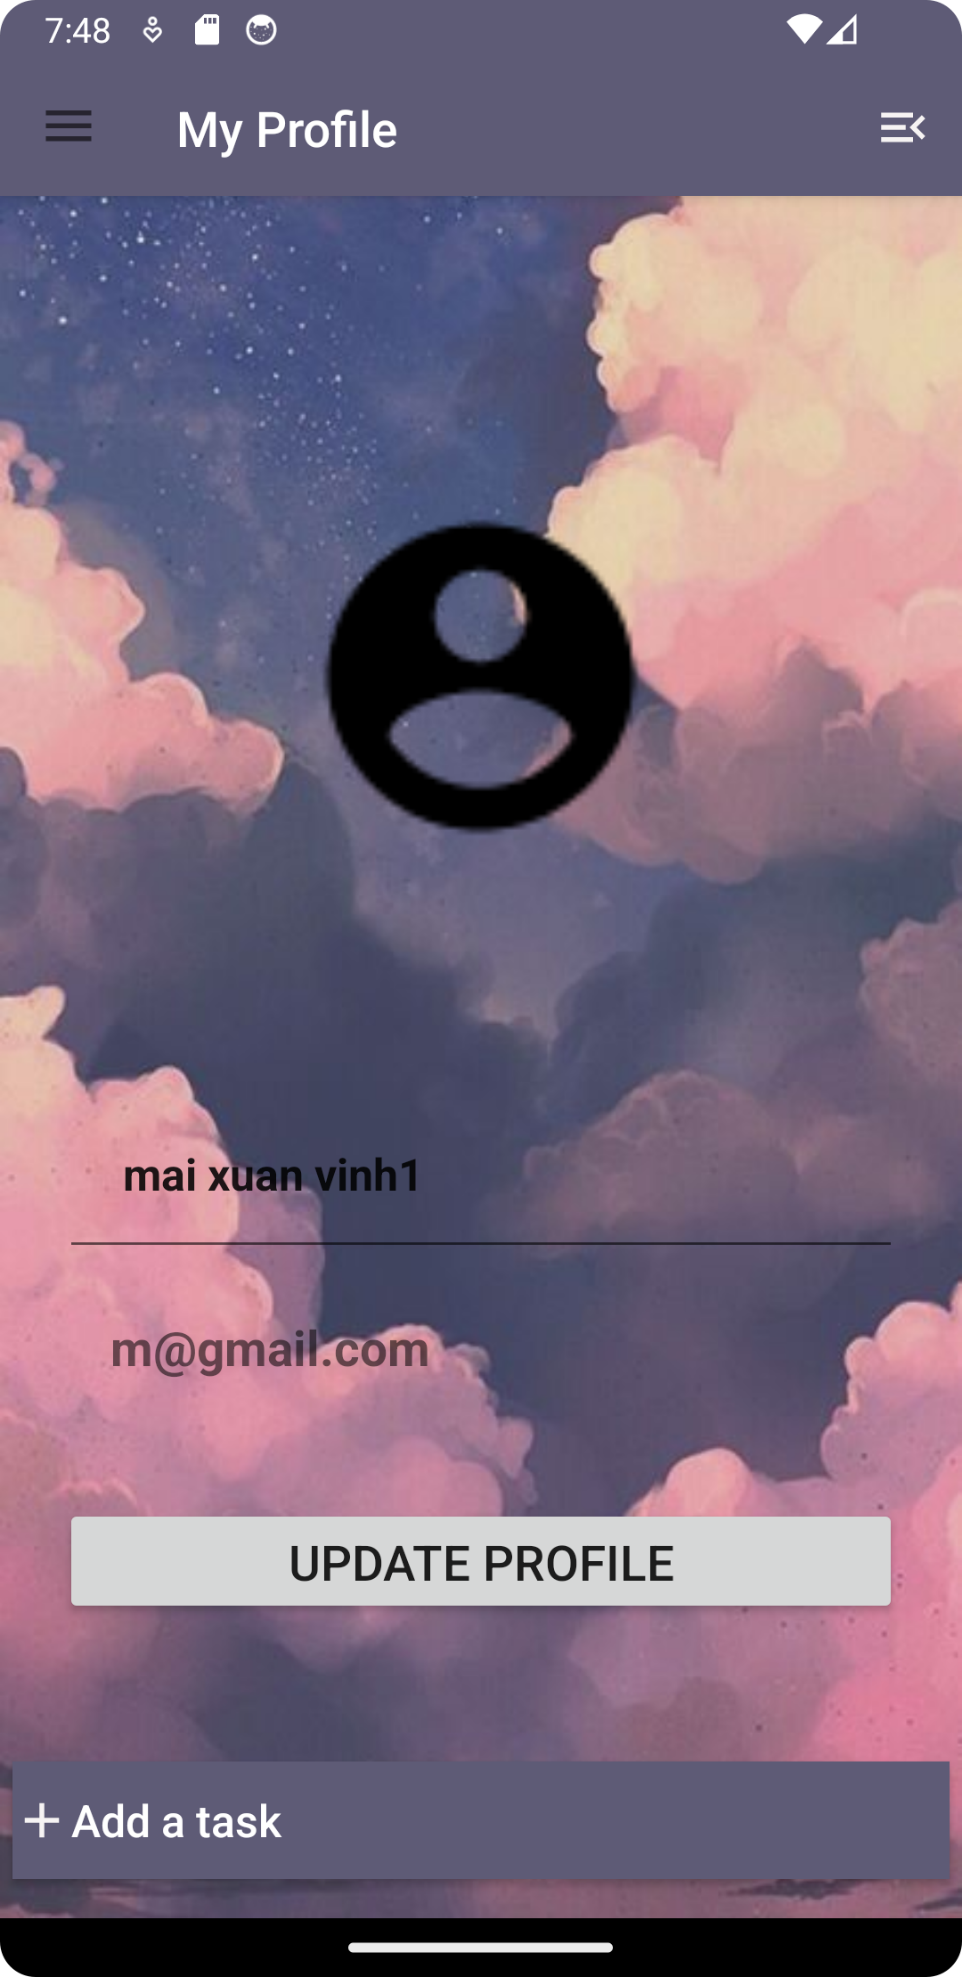 7:48
My Profile
mai xuan vinh1
m@gmail.com
UPDATE PROFILE
Add a task